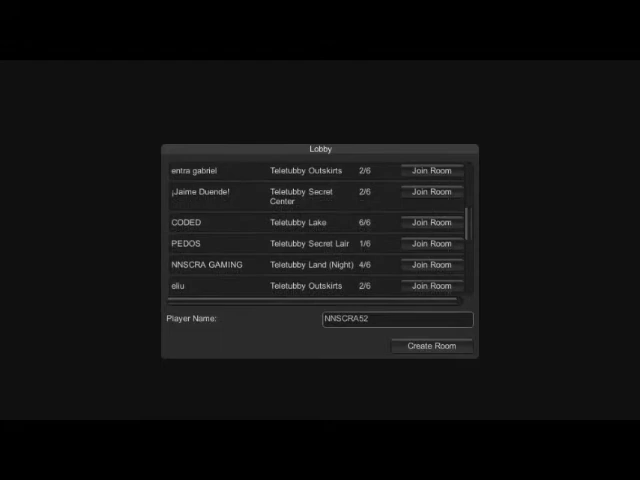 Lobby
entra gabriel Teletubby Outskirts 2/6 Join Room
¡Jaime Duende! Teletubby Secret Center 2/6 Join Room
CODED Teletubby Lake 6/6 Join Room
PEDOS Teletubby Secret Lair 1/6 Join Room
NNSCRA GAMING Teletubby Land (Night) 4/6 Join Room
eliu Teletubby Outskirts 2/6 Join Room
Player Name: NNSCRA52
Create Room